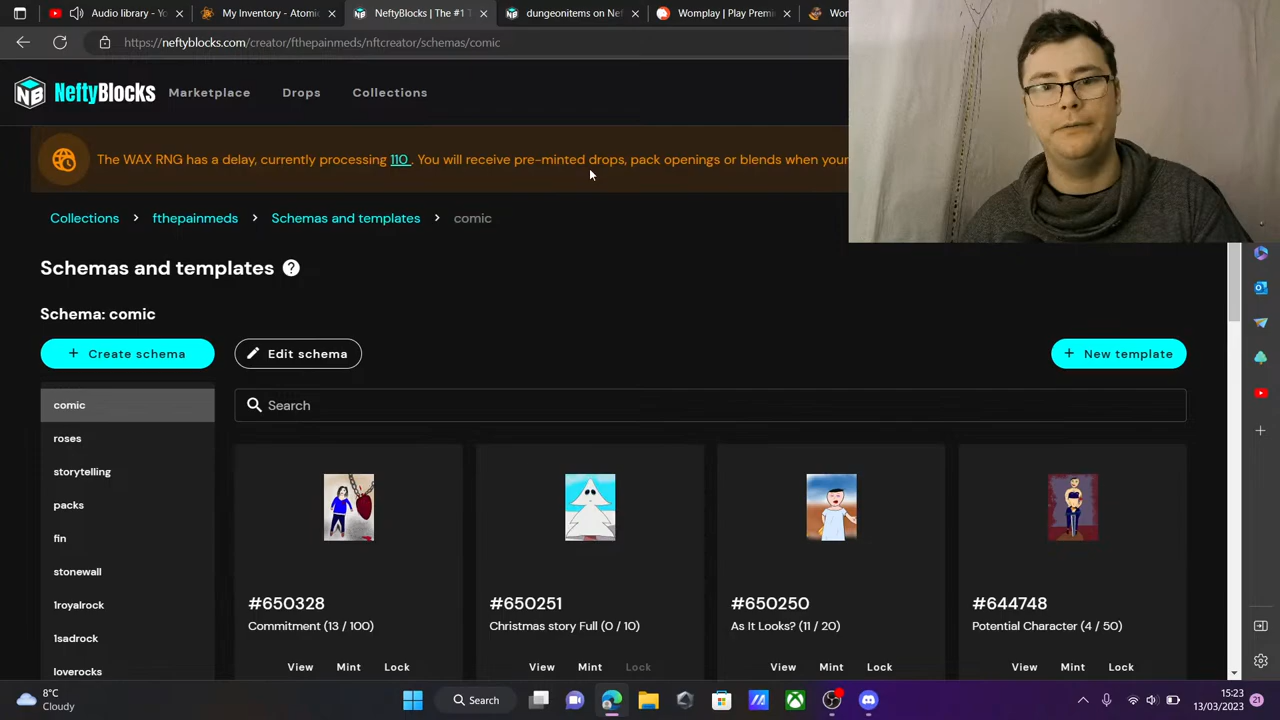 Audio library - Yo
My Inventory - Atomic
NeftyBlocks | The #1 T
dungeonitems on Nef
Womplay | Play Premi
Wom
https://neftyblocks.com/creator/fthepainmeds/nftcreator/schemas/comic
NB NeftyBlocks Marketplace Drops Collections
The WAX RNG has a delay, currently processing 110 . You will receive pre-minted drops, pack openings or blends when your
Collections > fthepainmeds > Schemas and templates > comic
Schemas and templates ?
Schema: comic
+ Create schema
Edit schema
+ New template
comic
Search
roses
storytelling
packs
fin
stonewall
1royalrock
1sadrock
loverocks
#650328
Commitment (13 / 100)
View Mint Lock
#650251
Christmas story Full (0 / 10)
View Mint Lock
#650250
As It Looks? (11 / 20)
View Mint Lock
#644748
Potential Character (4 / 50)
View Mint Lock
8°C
Cloudy
Search
15:23
13/03/2023
21